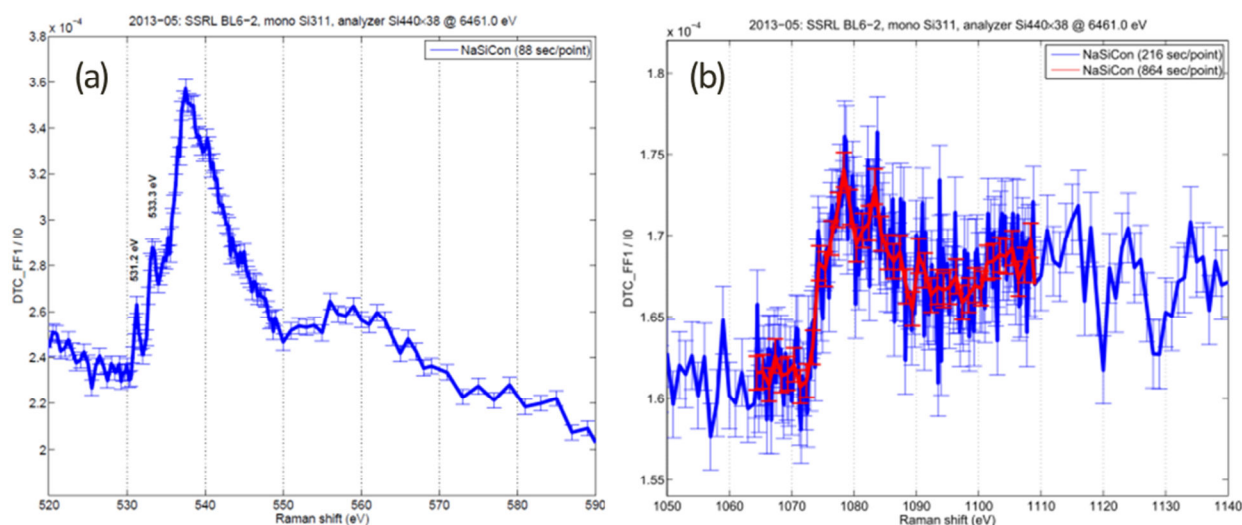 2013-05: SSRL BL6-2, mono Si311, analyzer Si440×38 @ 6461.0 eV
x 10⁻⁴
(a)
NaSiCon (88 sec/point)
3.8
3.6
3.4
3.2
3
2.8
2.6
2.4
2.2
2
DTC_FF1 / I0
531.2 eV
533.3 eV
520
530
540
550
560
570
580
590
Raman shift (eV)
2013-05: SSRL BL6-2, mono Si311, analyzer Si440×38 @ 6461.0 eV
x 10⁻⁴
(b)
NaSiCon (216 sec/point)
NaSiCon (864 sec/point)
1.8
1.75
1.7
1.65
1.6
1.55
DTC_FF1 / I0
1050
1060
1070
1080
1090
1100
1110
1120
1130
1140
Raman shift (eV)